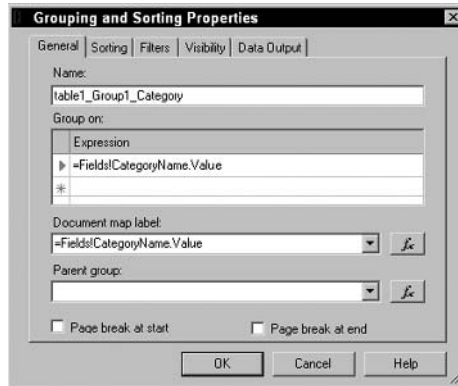 Grouping and Sorting Properties
General Sorting Filters Visibility Data Output
Name:
table1_Group1_Category
Group on:
Expression
=Fields!CategoryName.Value
Document map label:
=Fields!CategoryName.Value
fx
Parent group:
fx
Page break at start Page break at end
OK Cancel Help